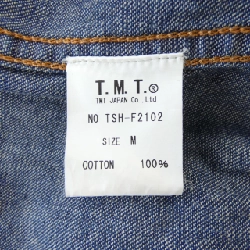 T.M.T.®
TMT JAPAN Co., Ltd
NO TSH-F2102
SIZE M
COTTON 100%